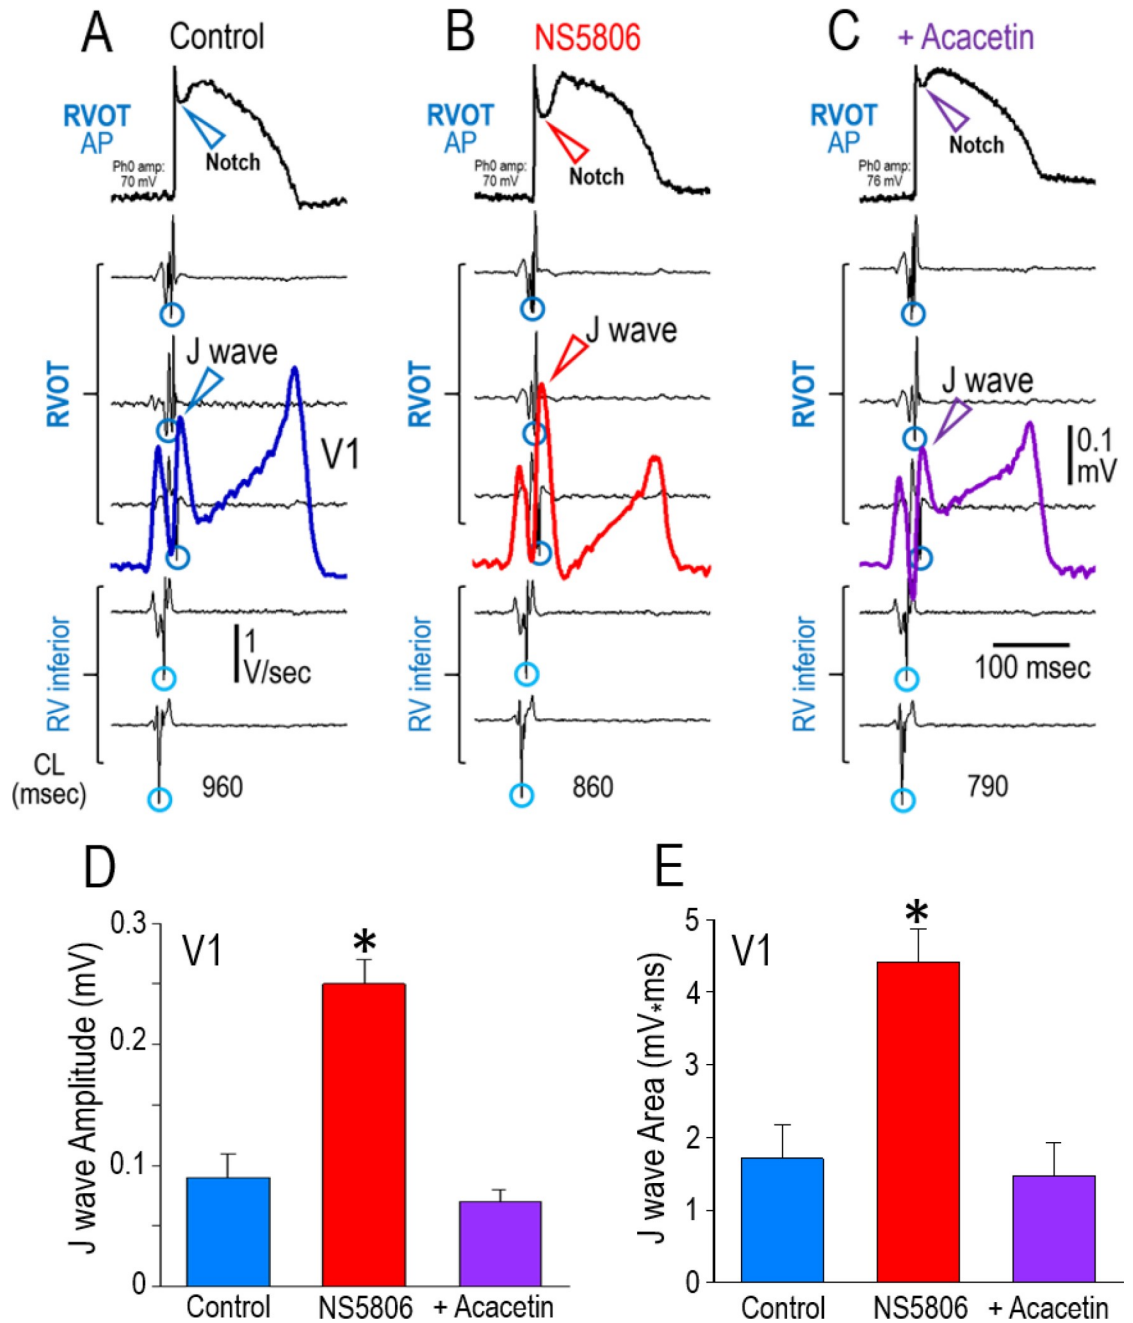 A
Control
RVOT
AP
Ph0 amp:
70 mV
Notch
RVOT
J wave
V1
RV inferior
1
V/sec
CL
(msec)
960
B
NS5806
RVOT
AP
Ph0 amp:
70 mV
Notch
RVOT
J wave
RV inferior
860
C
+ Acacetin
RVOT
AP
Ph0 amp:
76 mV
Notch
RVOT
J wave
0.1
mV
RV inferior
100 msec
790
D
V1
J wave Amplitude (mV)
0.3
0.2
0.1
0
*
Control
NS5806
+ Acacetin
E
V1
J wave Area (mV*ms)
5
4
3
2
1
0
*
Control
NS5806
+ Acacetin